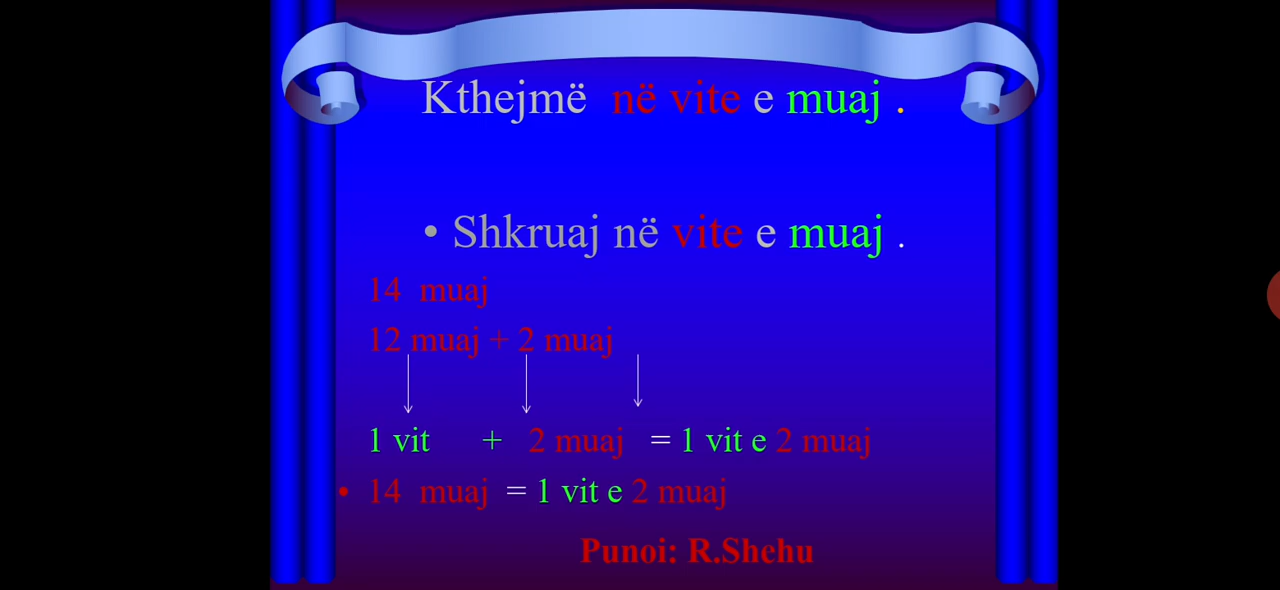 Kthejmë në vite e muaj .
• Shkruaj në vite e muaj .
14 muaj
12 muaj + 2 muaj
1 vit + 2 muaj = 1 vit e 2 muaj
• 14 muaj = 1 vit e 2 muaj
Punoi: R.Shehu